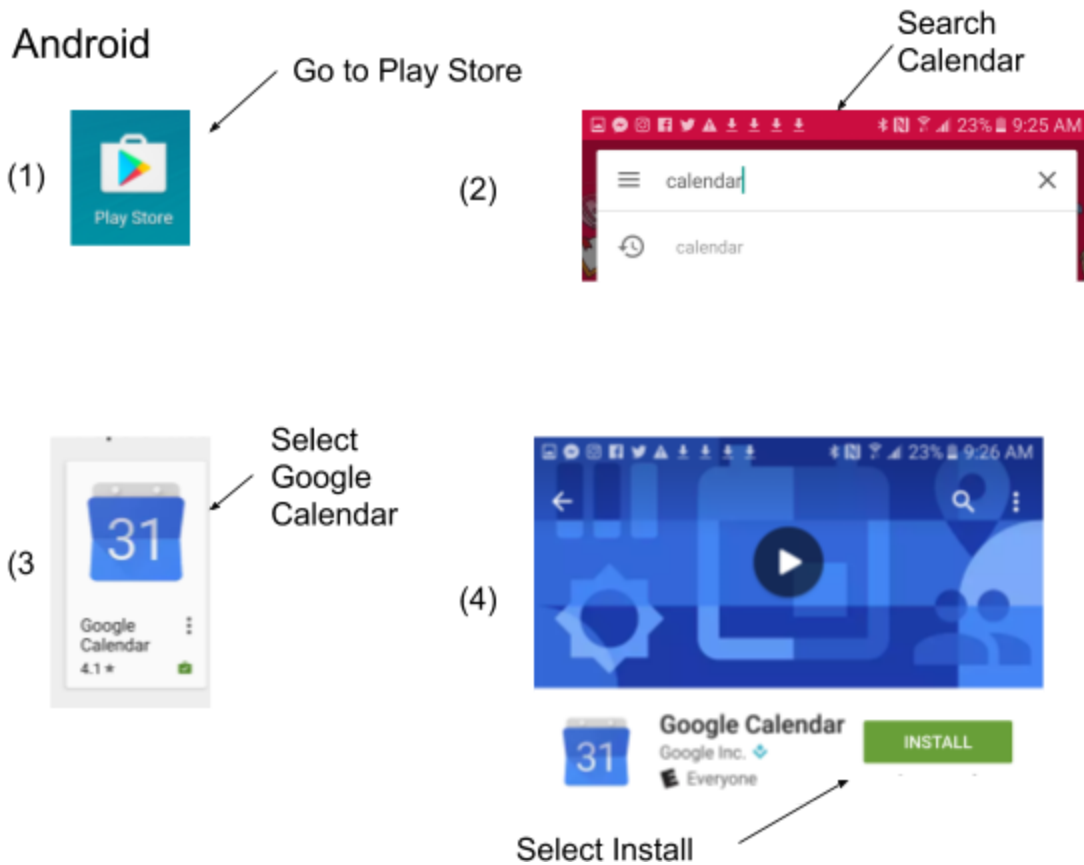 Android
Go to Play Store
(1)
Play Store
Search
Calendar
(2)
23% 9:25 AM
calendar
calendar
(3
31
Google
Calendar
4.1★
Select
Google
Calendar
(4)
23% 9:26 AM
31
Google Calendar
Google Inc.
E Everyone
INSTALL
Select Install